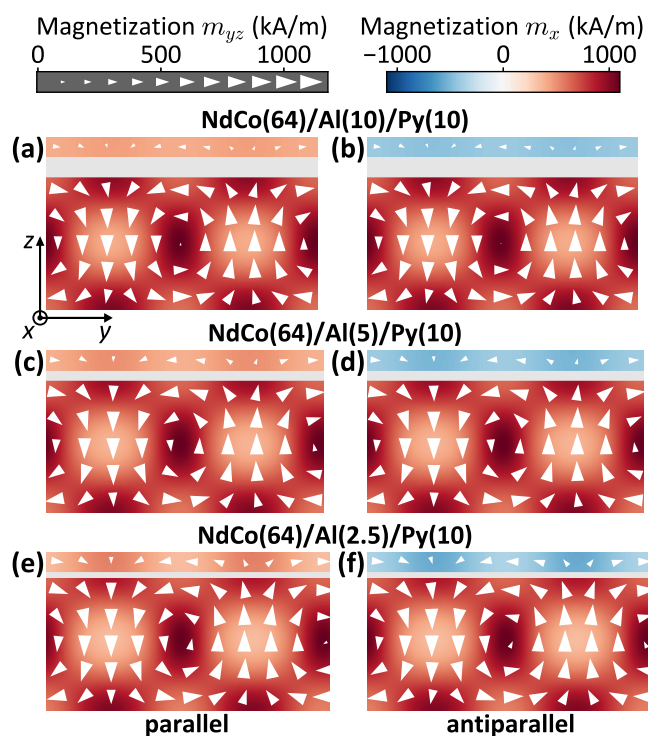 Magnetization m_yz (kA/m)
0 500 1000
Magnetization m_x (kA/m)
−1000 0 1000
NdCo(64)/Al(10)/Py(10)
(a) (b)
z
x y
NdCo(64)/Al(5)/Py(10)
(c) (d)
NdCo(64)/Al(2.5)/Py(10)
(e) (f)
parallel antiparallel